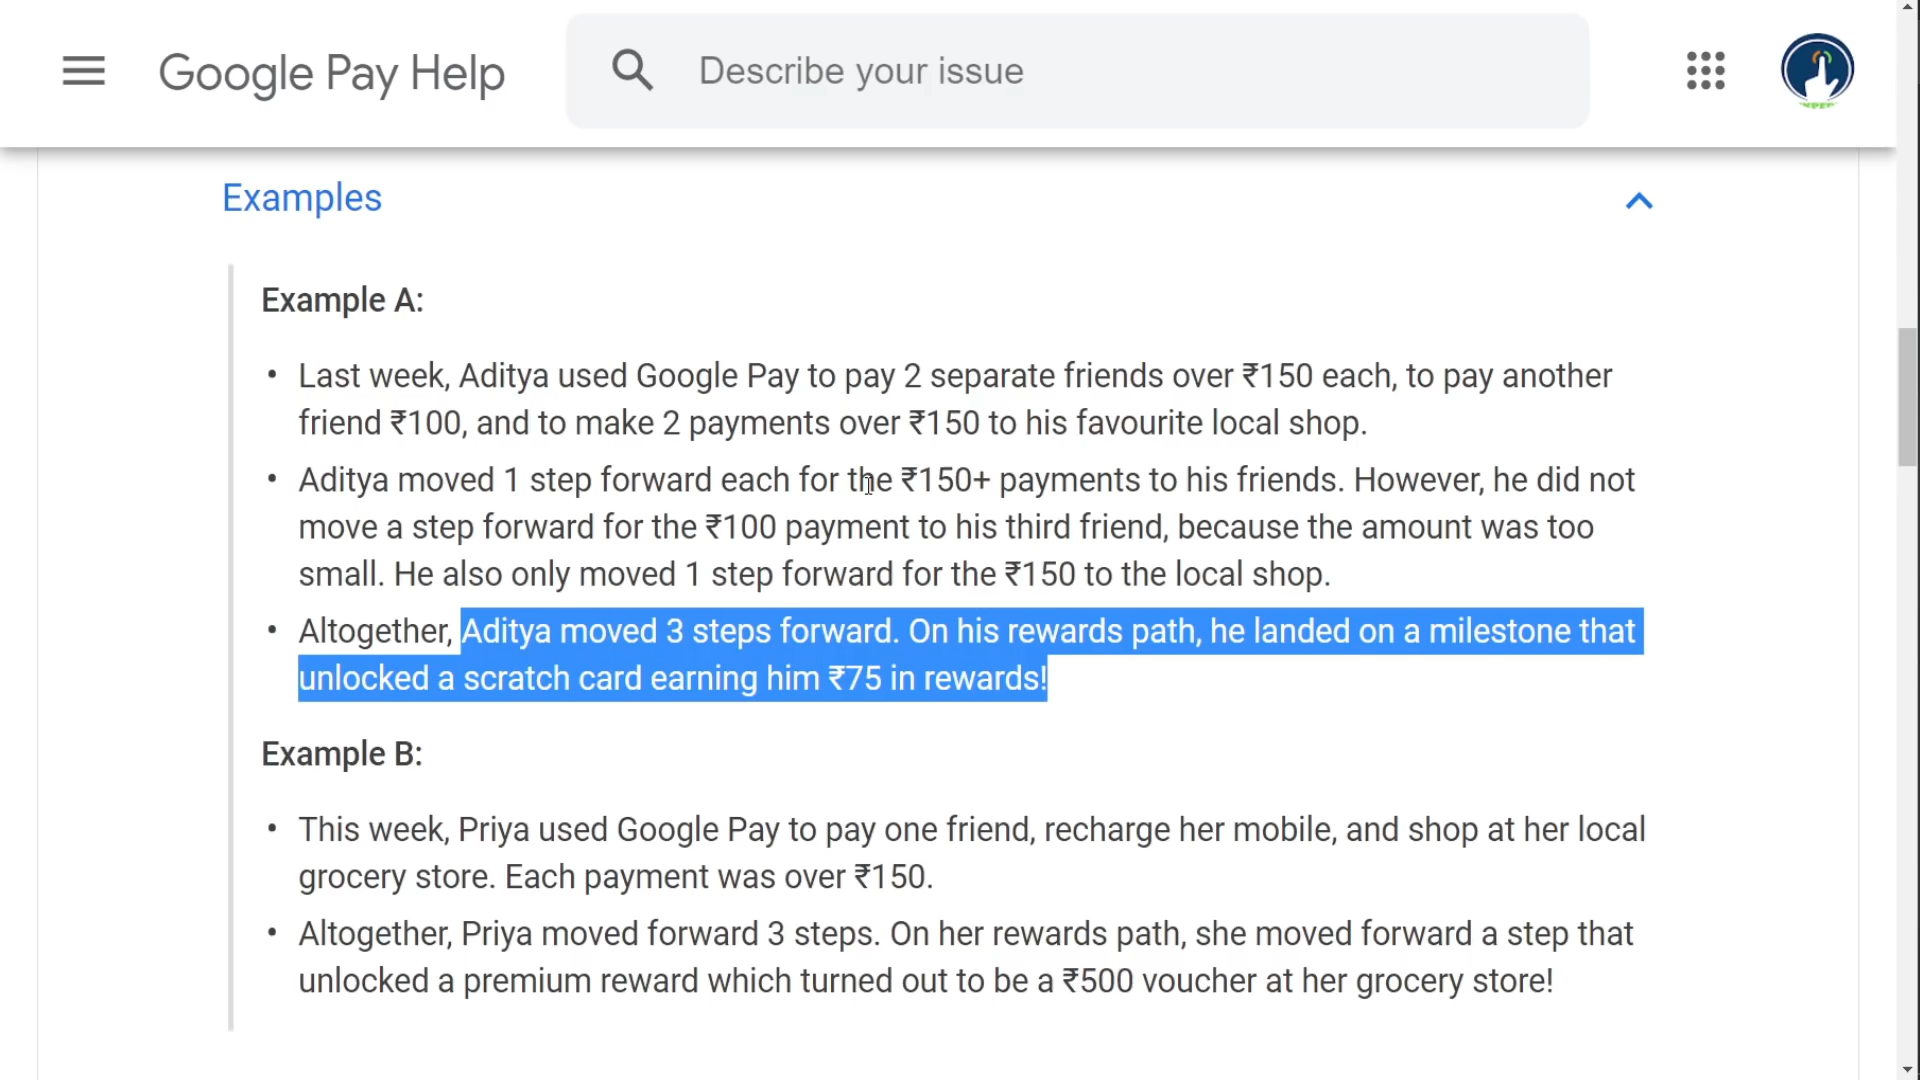 Google Pay Help
Describe your issue
Examples
Example A:
• Last week, Aditya used Google Pay to pay 2 separate friends over ₹150 each, to pay another
friend ₹100, and to make 2 payments over ₹150 to his favourite local shop.
• Aditya moved 1 step forward each for the ₹150+ payments to his friends. However, he did not
move a step forward for the ₹100 payment to his third friend, because the amount was too
small. He also only moved 1 step forward for the ₹150 to the local shop.
• Altogether, Aditya moved 3 steps forward. On his rewards path, he landed on a milestone that
unlocked a scratch card earning him ₹75 in rewards!
Example B:
• This week, Priya used Google Pay to pay one friend, recharge her mobile, and shop at her local
grocery store. Each payment was over ₹150.
• Altogether, Priya moved forward 3 steps. On her rewards path, she moved forward a step that
unlocked a premium reward which turned out to be a ₹500 voucher at her grocery store!